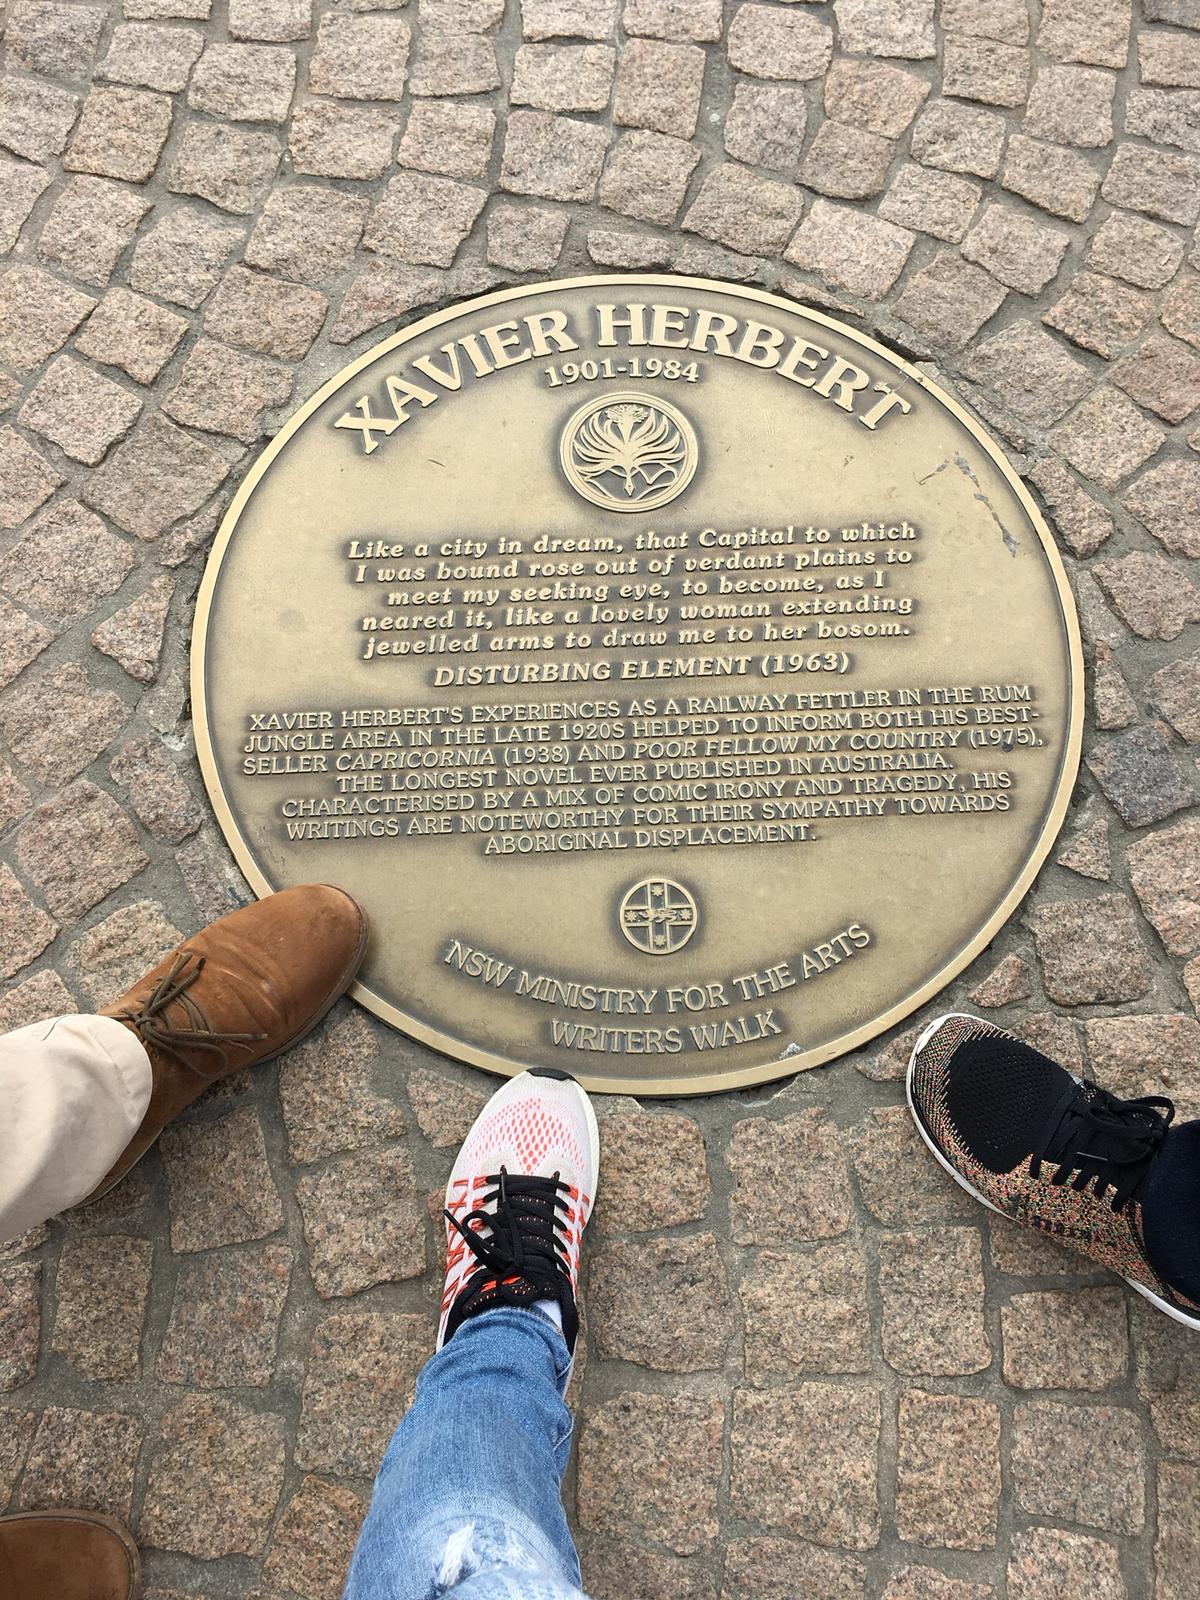 XAVIER HERBERT
1901-1984
Like a city in dream, that Capital to which
I was bound rose out of verdant plains to
meet my seeking eye, to become, as I
neared it, like a lovely woman extending
jewelled arms to draw me to her bosom.
DISTURBING ELEMENT (1963)
XAVIER HERBERT'S EXPERIENCES AS A RAILWAY FETTLER IN THE RUM
JUNGLE AREA IN THE LATE 1920S HELPED TO INFORM BOTH HIS BEST-
SELLER CAPRICORNIA (1938) AND POOR FELLOW MY COUNTRY (1975),
THE LONGEST NOVEL EVER PUBLISHED IN AUSTRALIA.
CHARACTERISED BY A MIX OF COMIC IRONY AND TRAGEDY, HIS
WRITINGS ARE NOTEWORTHY FOR THEIR SYMPATHY TOWARDS
ABORIGINAL DISPLACEMENT.
NSW MINISTRY FOR THE ARTS
WRITERS WALK